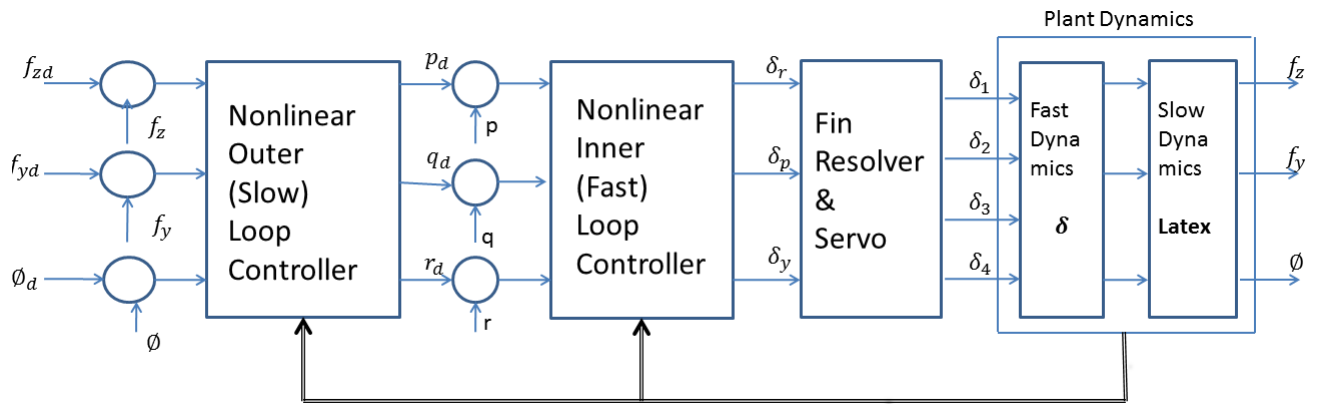 Plant Dynamics
f_zd
f_z
f_yd
f_y
∅_d
∅
Nonlinear
Outer
(Slow)
Loop
Controller
p_d
p
q_d
q
r_d
r
Nonlinear
Inner
(Fast)
Loop
Controller
δ_r
δ_p
δ_y
Fin
Resolver
&
Servo
δ_1
δ_2
δ_3
δ_4
Fast
Dyna
mics
δ
Slow
Dyna
mics
Latex
f_z
f_y
∅